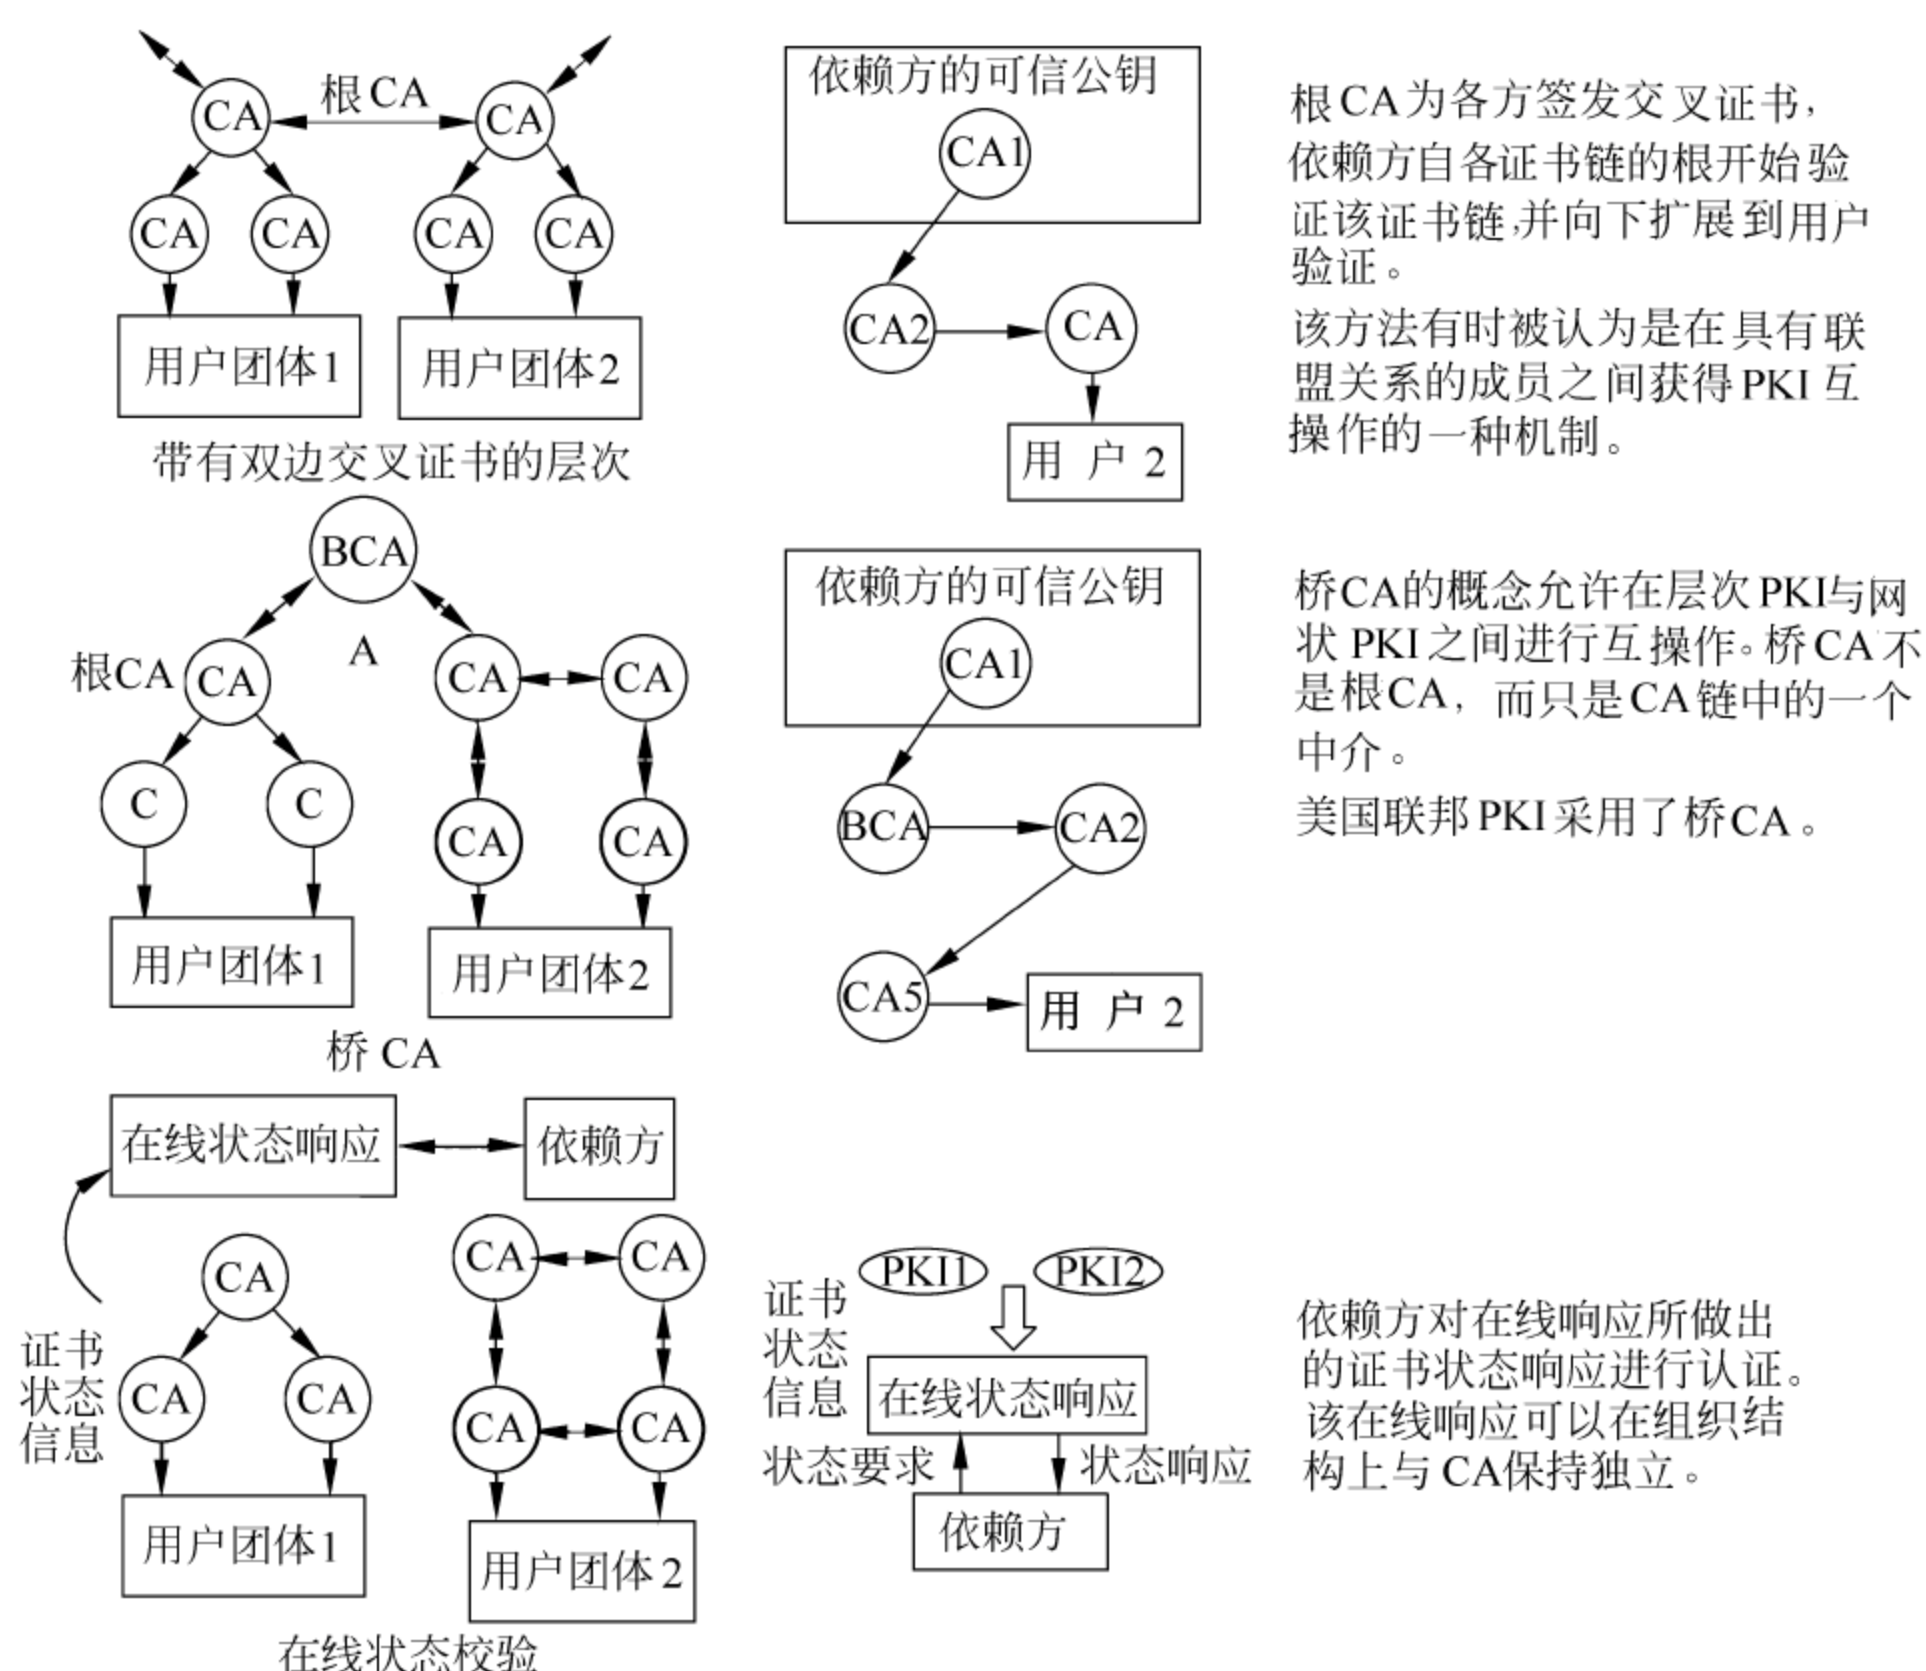 CA
根CA
CA
CA
CA
CA
CA
用户团体1
用户团体2
带有双边交叉证书的层次
依赖方的可信公钥
CA1
CA2
CA
用 户 2
根CA为各方签发交叉证书，
依赖方自各证书链的根开始验
证该证书链,并向下扩展到用户
验证。
该方法有时被认为是在具有联
盟关系的成员之间获得PKI 互
操作的一种机制。
BCA
A
根CA
CA
CA
CA
C
C
CA
CA
用户团体1
用户团体2
桥 CA
依赖方的可信公钥
CA1
BCA
CA2
CA5
用 户 2
桥CA的概念允许在层次PKI与网
状 PKI之间进行互操作。桥CA不
是根CA，而只是CA链中的一个
中介。
美国联邦PKI采用了桥CA。
在线状态响应
依赖方
CA
CA
CA
证书
状态
信息
CA
CA
CA
CA
用户团体1
用户团体2
在线状态校验
PKI1
PKI2
证书
状态
信息
在线状态响应
状态要求
状态响应
依赖方
依赖方对在线响应所做出
的证书状态响应进行认证。
该在线响应可以在组织结
构上与 CA保持独立。